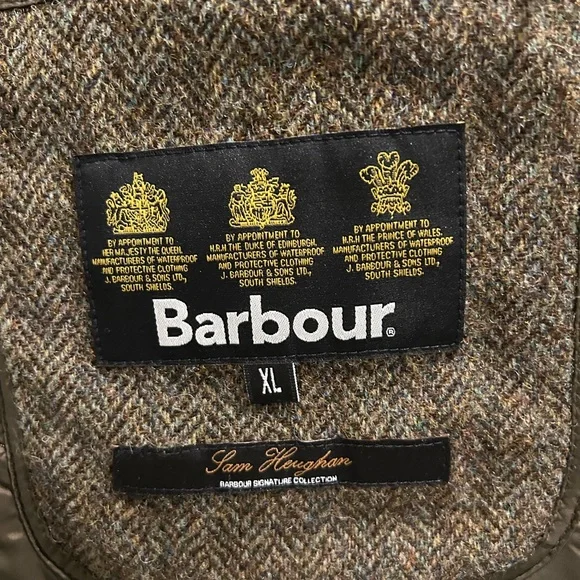 BY APPOINTMENT TO
HER MAJESTY THE QUEEN.
MANUFACTURERS OF WATERPROOF
AND PROTECTIVE CLOTHING
J. BARBOUR & SONS LTD.
SOUTH SHIELDS.
BY APPOINTMENT TO
H.R.H. THE DUKE OF EDINBURGH.
MANUFACTURERS OF WATERPROOF
AND PROTECTIVE CLOTHING
J. BARBOUR & SONS LTD.
SOUTH SHIELDS.
BY APPOINTMENT TO
H.R.H. THE PRINCE OF WALES.
MANUFACTURERS OF WATERPROOF
AND PROTECTIVE CLOTHING
J. BARBOUR & SONS LTD.
SOUTH SHIELDS.
Barbour®
XL
Sam Heughan
BARBOUR SIGNATURE COLLECTION